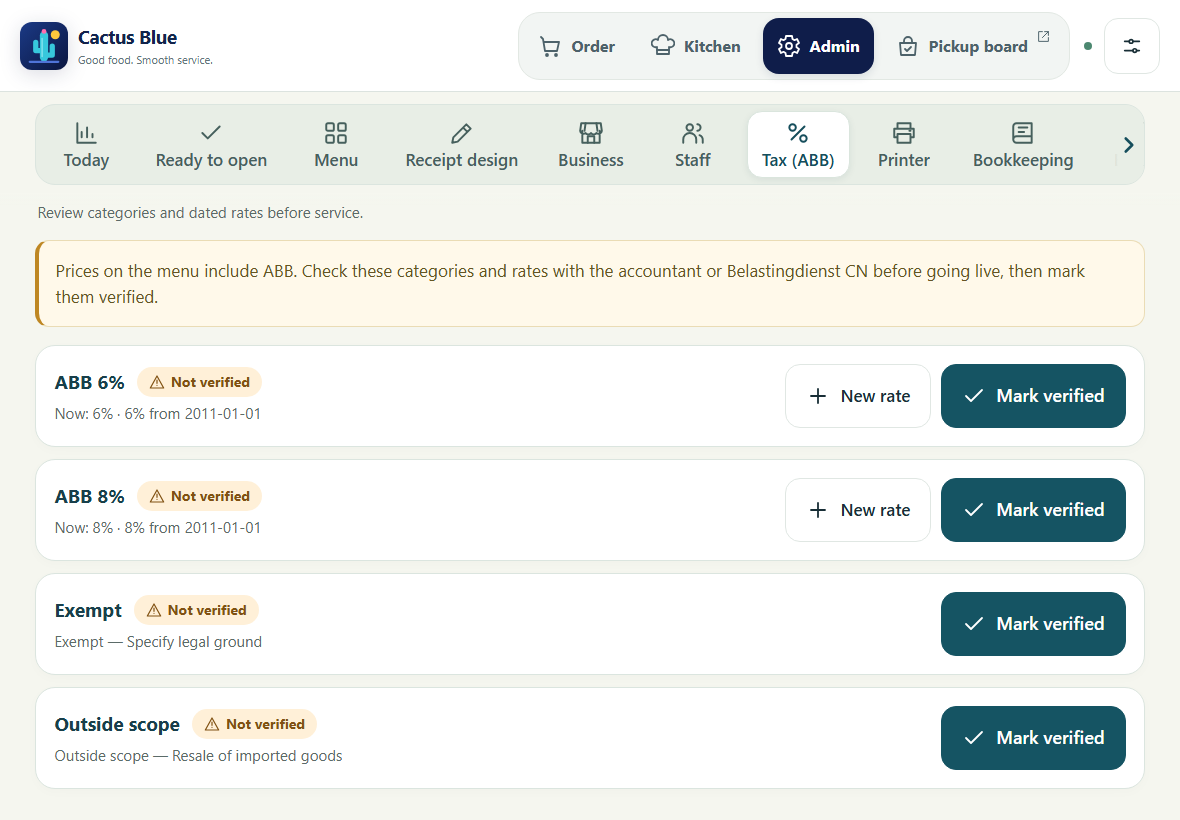 Cactus Blue
Good food. Smooth service.
Order
Kitchen
Admin
Pickup board
Today
Ready to open
Menu
Receipt design
Business
Staff
Tax (ABB)
Printer
Bookkeeping
Review categories and dated rates before service.
Prices on the menu include ABB. Check these categories and rates with the accountant or Belastingdienst CN before going live, then mark
them verified.
ABB 6%
Not verified
Now: 6% · 6% from 2011-01-01
New rate
Mark verified
ABB 8%
Not verified
Now: 8% · 8% from 2011-01-01
New rate
Mark verified
Exempt
Not verified
Exempt — Specify legal ground
Mark verified
Outside scope
Not verified
Outside scope — Resale of imported goods
Mark verified